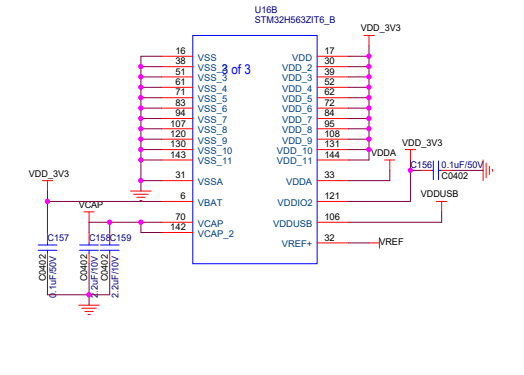 U16B
STM32H563ZIT6_B
VDD_3V3
3 of 3
16 VSS VDD 17
38 VSS_2 VDD_2 30
51 VSS_3 VDD_3 39
61 VSS_4 VDD_4 52
71 VSS_5 VDD_5 62
83 VSS_6 VDD_6 72
94 VSS_7 VDD_7 84
107 VSS_8 VDD_8 95
120 VSS_9 VDD_9 108
130 VSS_10 VDD_10 131
143 VSS_11 VDD_11 144
VDDA
VDD_3V3
C156 0.1uF/50V
C0402
31 VSSA VDDA 33
VDD_3V3
6 VBAT VDDIO2 121
VDDUSB
VCAP
70 VCAP VDDUSB 106
142 VCAP_2
VREF+ 32 VREF
C157
C0402
0.1uF/50V
C158
C0402
2.2uF/10V
C159
C0402
2.2uF/10V